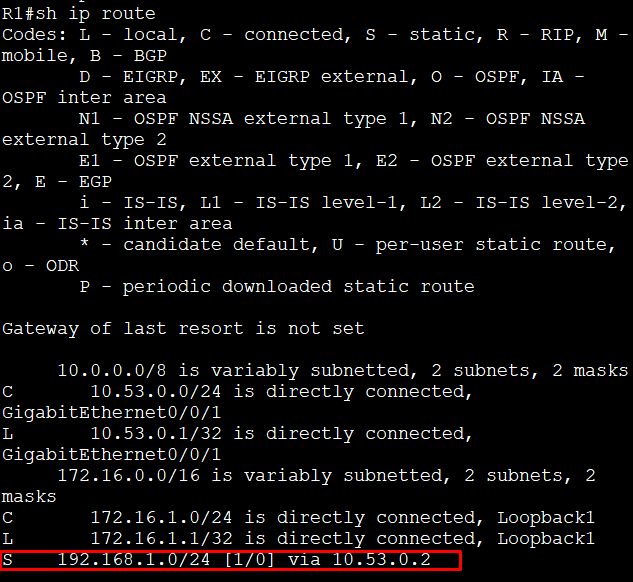 R1#sh ip route
Codes: L - local, C - connected, S - static, R - RIP, M -
mobile, B - BGP
       D - EIGRP, EX - EIGRP external, O - OSPF, IA -
OSPF inter area
       N1 - OSPF NSSA external type 1, N2 - OSPF NSSA
external type 2
       E1 - OSPF external type 1, E2 - OSPF external type
2, E - EGP
       i - IS-IS, L1 - IS-IS level-1, L2 - IS-IS level-2,
ia - IS-IS inter area
       * - candidate default, U - per-user static route,
o - ODR
       P - periodic downloaded static route

Gateway of last resort is not set

     10.0.0.0/8 is variably subnetted, 2 subnets, 2 masks
C       10.53.0.0/24 is directly connected,
GigabitEthernet0/0/1
L       10.53.0.1/32 is directly connected,
GigabitEthernet0/0/1
     172.16.0.0/16 is variably subnetted, 2 subnets, 2
masks
C       172.16.1.0/24 is directly connected, Loopback1
L       172.16.1.1/32 is directly connected, Loopback1
S    192.168.1.0/24 [1/0] via 10.53.0.2